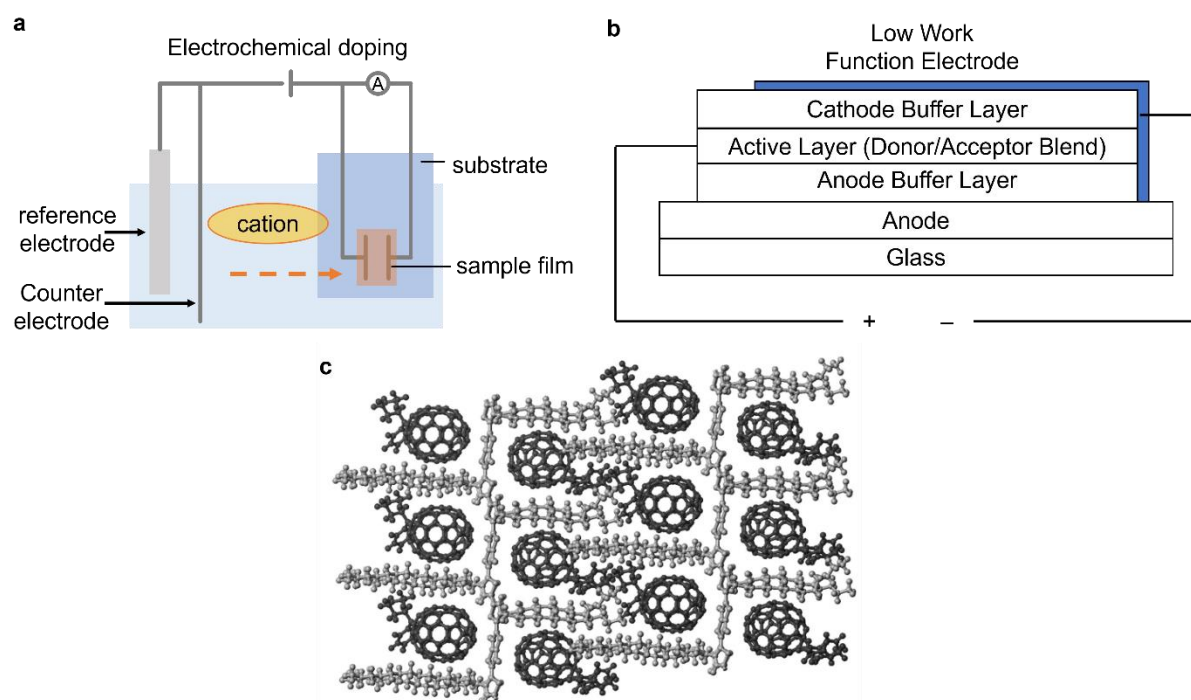 a
Electrochemical doping
A
substrate
reference
electrode
cation
sample film
Counter
electrode
b
Low Work
Function Electrode
Cathode Buffer Layer
Active Layer (Donor/Acceptor Blend)
Anode Buffer Layer
Anode
Glass
+ –
c